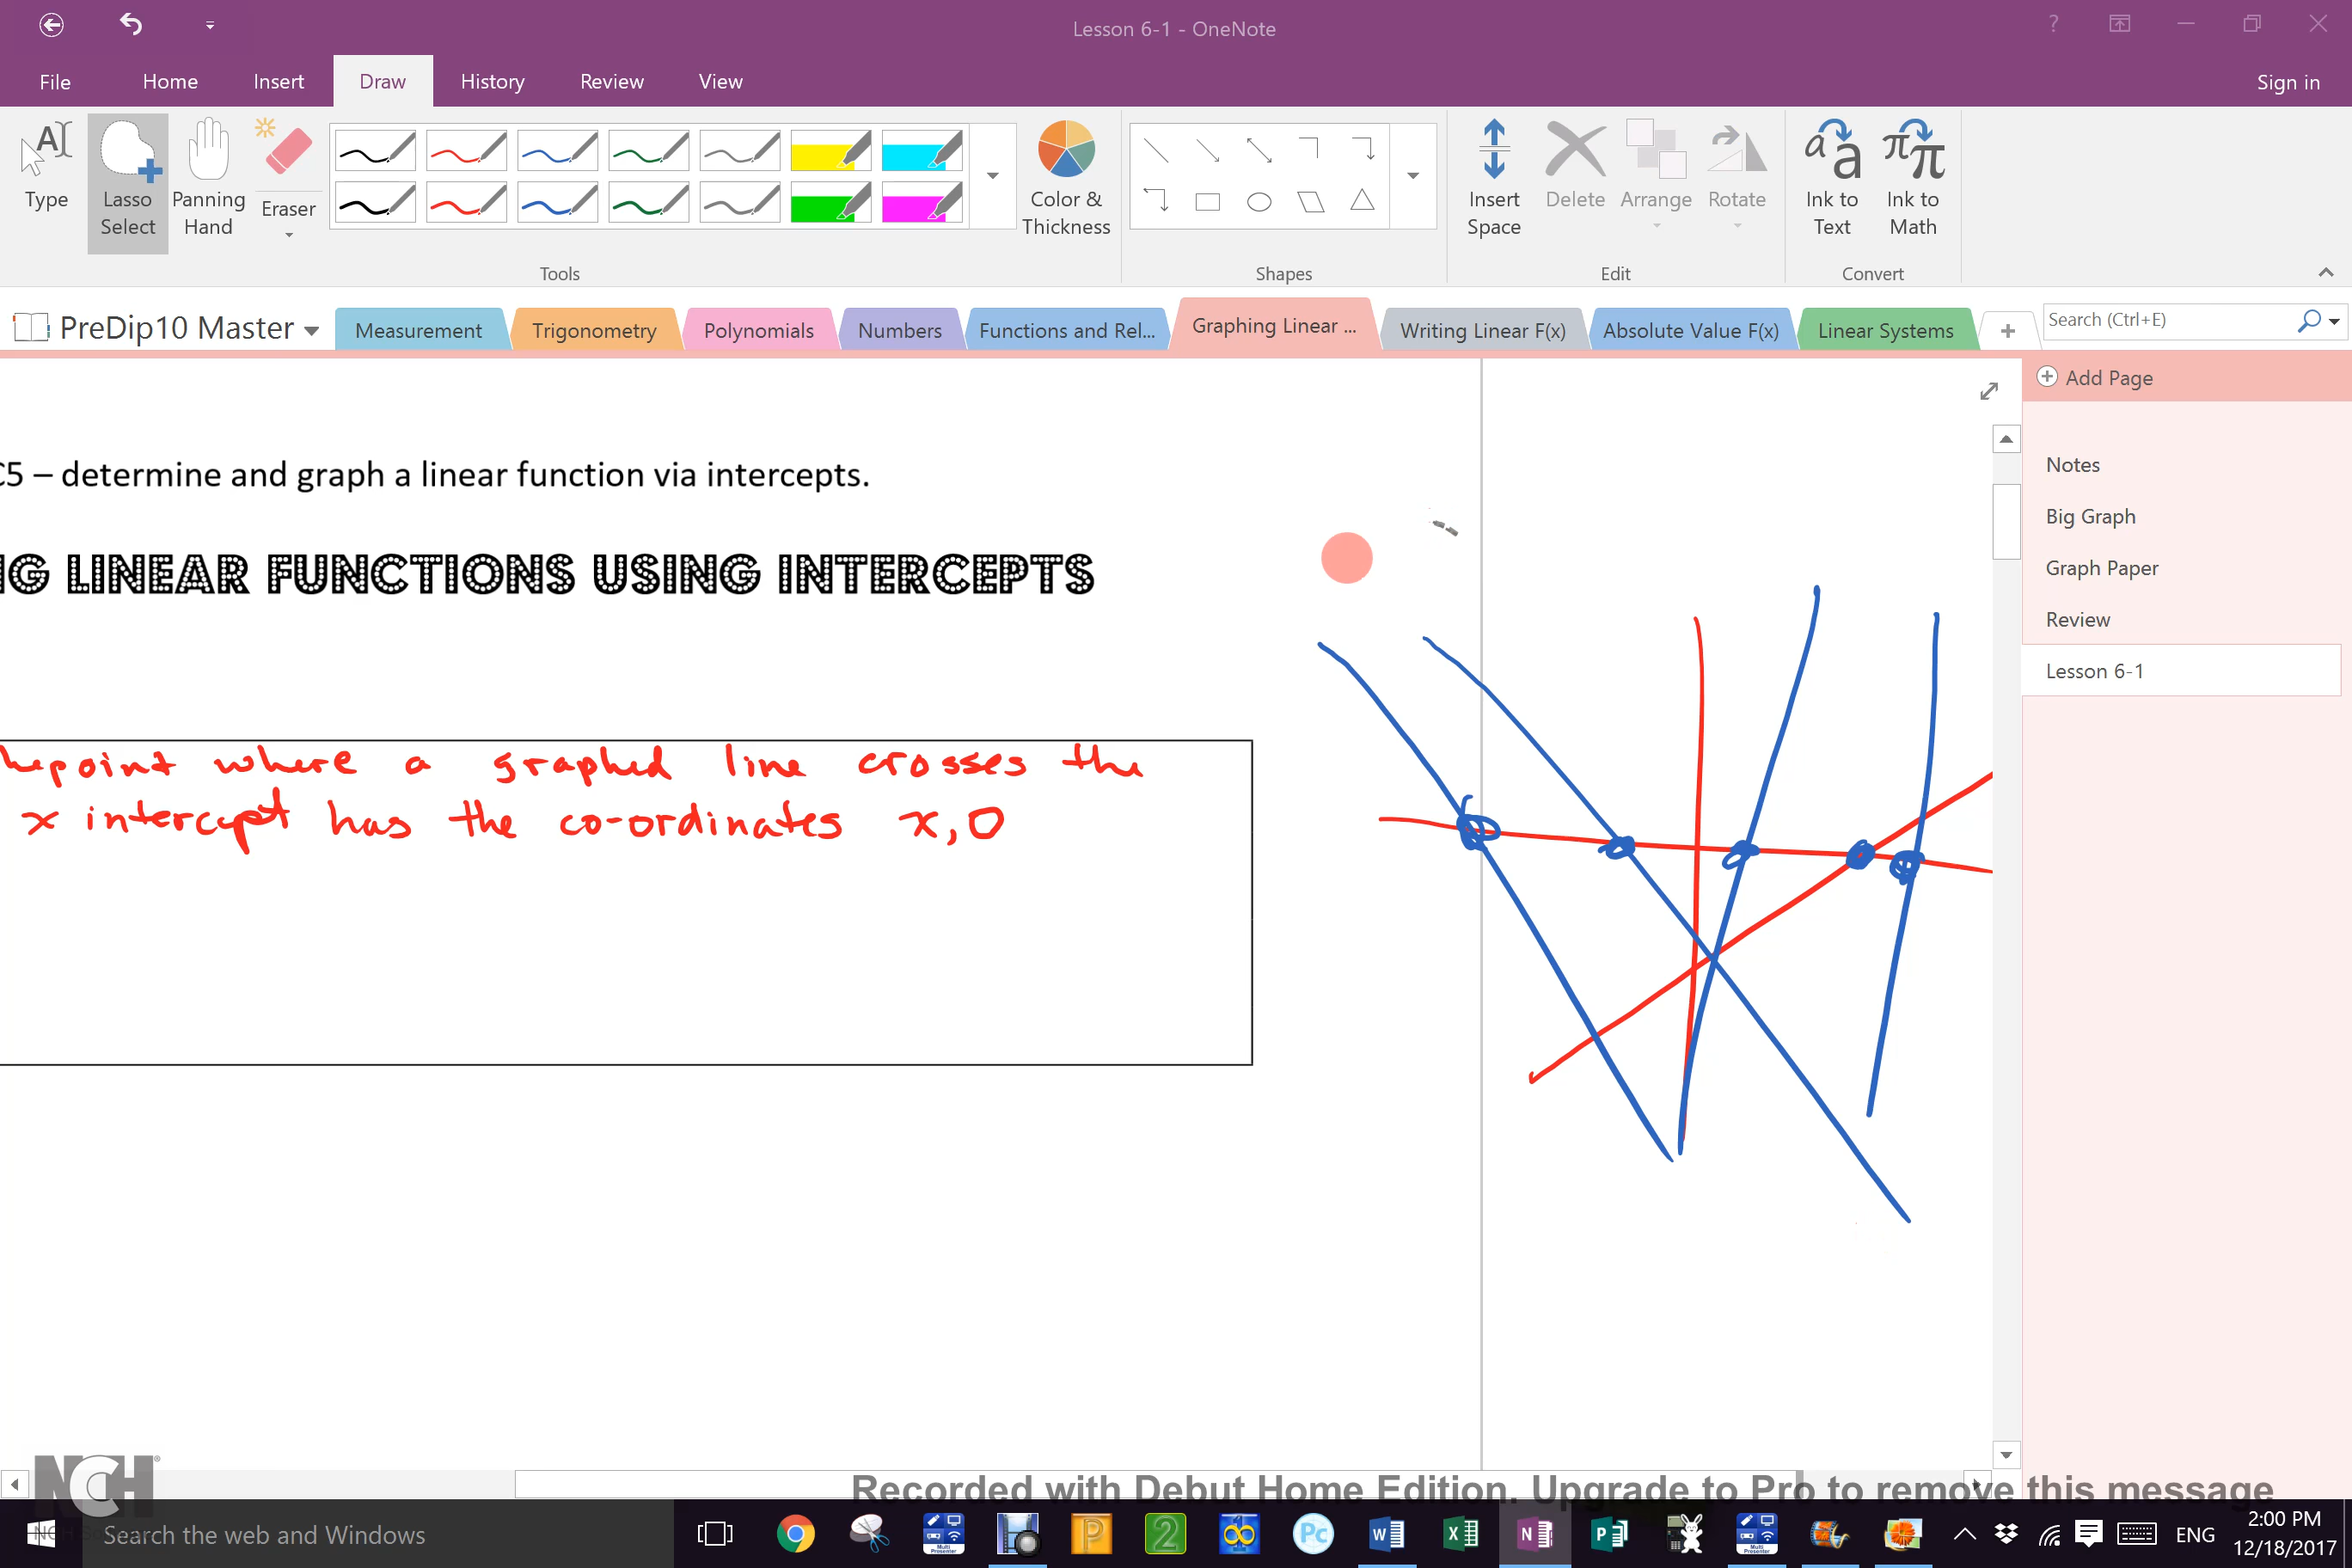 Lesson 6-1 - OneNote
File Home Insert Draw History Review View Sign in
Type Lasso Select Panning Hand Eraser Color & Thickness Insert Space Delete Arrange Rotate Ink to Text Ink to Math
Tools Shapes Edit Convert
PreDip10 Master Measurement Trigonometry Polynomials Numbers Functions and Rel... Graphing Linear ... Writing Linear F(x) Absolute Value F(x) Linear Systems Search (Ctrl+E)
Add Page
Notes
Big Graph
Graph Paper
Review
Lesson 6-1
C5 – determine and graph a linear function via intercepts.
NG LINEAR FUNCTIONS USING INTERCEPTS
hepoint where a graphed line crosses the
x intercept has the co-ordinates x,0
NCH
Recorded with Debut Home Edition. Upgrade to Pro to remove this message
Search the web and Windows
ENG
2:00 PM
12/18/2017